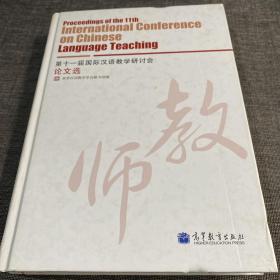 Proceedings of the 11th
International Conference
on Chinese
Language Teaching
第十一届国际汉语教学研讨会
论文选
教
师
高等教育出版社
HIGHER EDUCATION PRESS